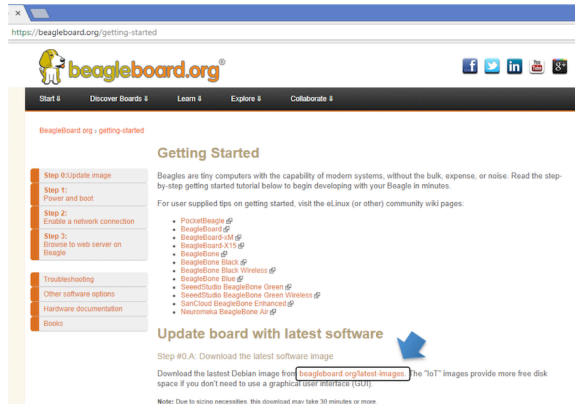 https://beagleboard.org/getting-started
beagleboard.org®
Start
Discover Boards
Learn
Explore
Collaborate
BeagleBoard.org › getting-started
Step 0:Update image
Step 1:
Power and boot
Step 2:
Enable a network connection
Step 3:
Browse to web server on
Beagle
Troubleshooting
Other software options
Hardware documentation
Books
Getting Started
Beagles are tiny computers with the capability of modern systems, without the bulk, expense, or noise. Read the step-
by-step getting started tutorial below to begin developing with your Beagle in minutes.
For user supplied tips on getting started, visit the eLinux (or other) community wiki pages:
PocketBeagle
BeagleBoard
BeagleBoard-xM
BeagleBoard-X15
BeagleBone
BeagleBone Black
BeagleBone Black Wireless
BeagleBone Blue
SeeedStudio BeagleBone Green
SeeedStudio BeagleBone Green Wireless
SanCloud BeagleBone Enhanced
Neuromeka BeagleBone Air
Update board with latest software
Step #0.A: Download the latest software image
Download the lastest Debian image from beagleboard.org/latest-images. The "IoT" images provide more free disk
space if you don't need to use a graphical user interface (GUI).
Note: Due to sizing necessities, this download may take 30 minutes or more.